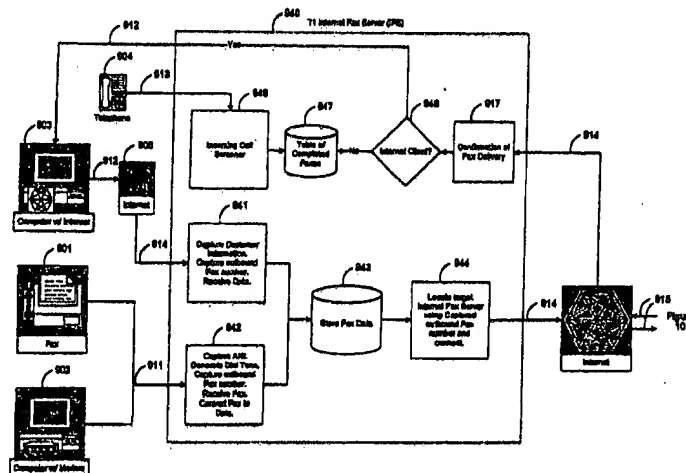 912
940
T1 Internet Fax Server (IFS)
Yes
904
913
Telephone
946
947
948
917
914
903
912
905
Incoming Call
Screener
Table of
Completed
Faxes
No
Internet Client?
Confirmation of
Fax Delivery
Internet
Computer w/ Internet
914
941
Capture Customer
Information.
Capture outbound
Fax number.
Receive Data.
901
Fax
943
Store Fax Data
944
Locate target
Internet Fax Server
using Captured
outbound Fax
number and
connect.
914
915
Figure
10
Internet
942
Capture ANI.
Generate Dial Tone.
Capture outbound
Fax number.
Receive Fax.
Convert Fax to
Data.
911
902
Computer w/ Modem